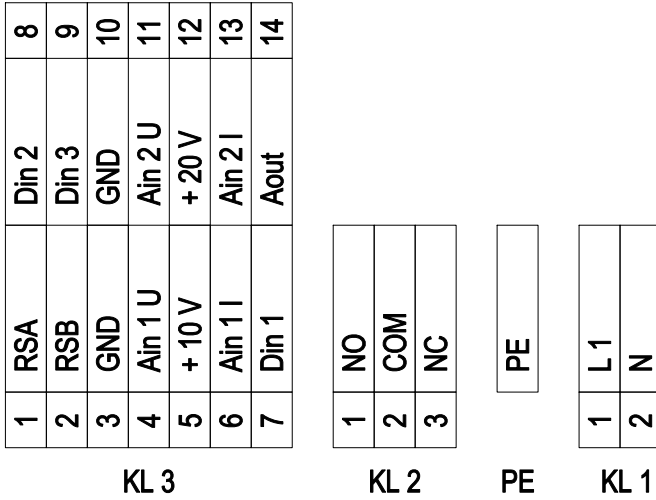 8 9 10 11 12 13 14
Din 2
Din 3
GND
Ain 2 U
+ 20 V
Ain 2 I
Aout
RSA
RSB
GND
Ain 1 U
+ 10 V
Ain 1 I
Din 1
1 2 3 4 5 6 7
NO
COM
NC
1 2 3
PE
L1
N
1 2
KL 3 KL 2 PE KL 1